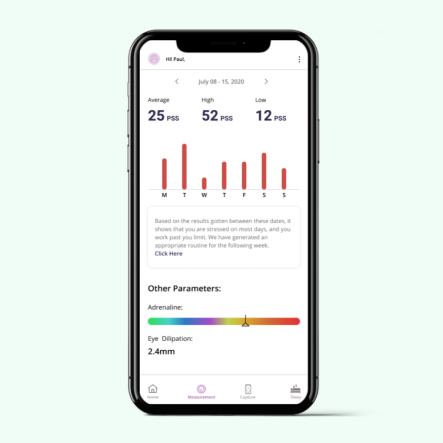 Hi! Paul,
July 08 - 15, 2020
Average High Low
25 PSS 52 PSS 12 PSS
M T W T F S S
Based on the results gotten between these dates, it
shows that you are stressed on most days, and you
work past you limit. We have generated an
appropriate routine for the following week.
Click Here
Other Parameters:
Adrenaline:
Eye Dilipation:
2.4mm
Home Measurement Capture